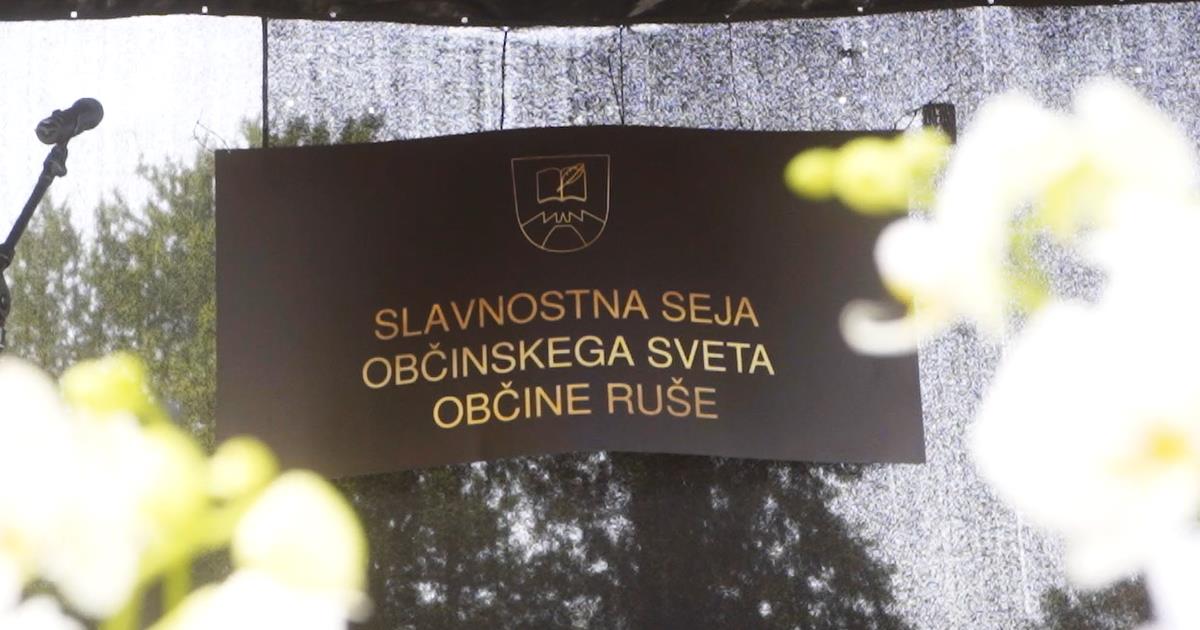 SLAVNOSTNA SEJA
OBČINSKEGA SVETA
OBČINE RUŠE